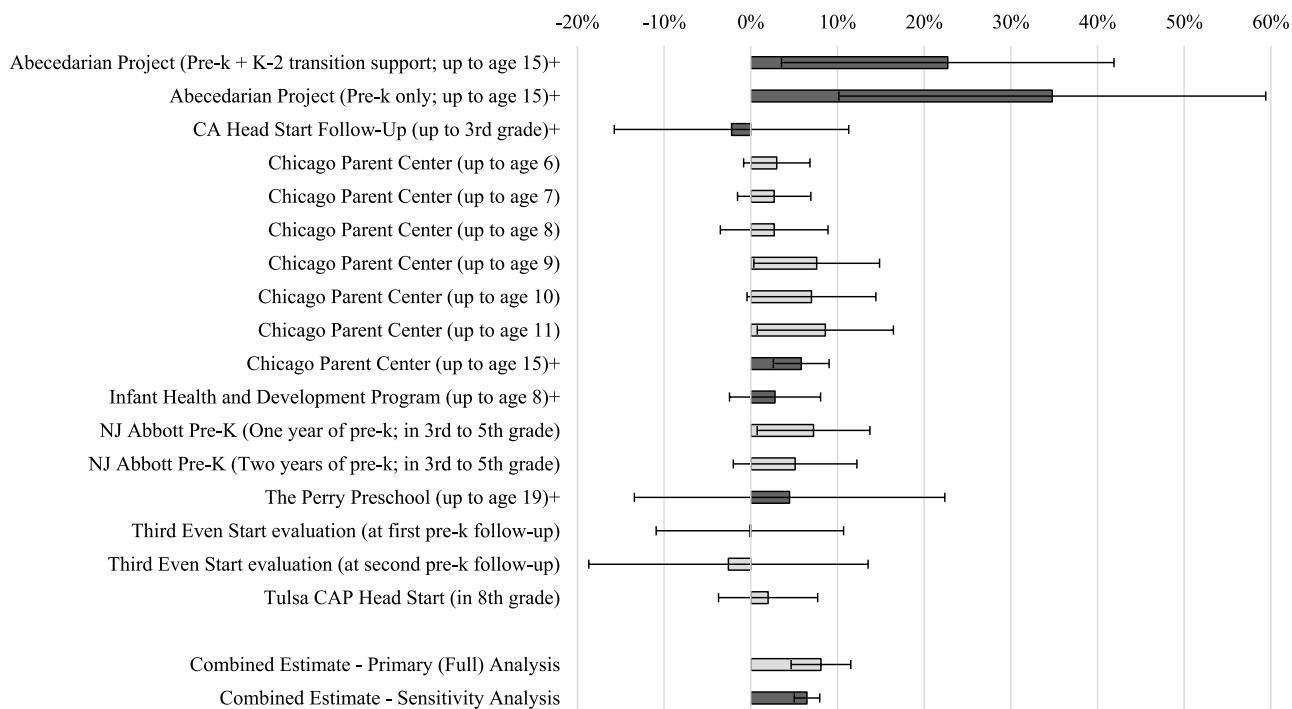 -20% -10% 0% 10% 20% 30% 40% 50% 60%
Abecedarian Project (Pre-k + K-2 transition support; up to age 15)+
Abecedarian Project (Pre-k only; up to age 15)+
CA Head Start Follow-Up (up to 3rd grade)+
Chicago Parent Center (up to age 6)
Chicago Parent Center (up to age 7)
Chicago Parent Center (up to age 8)
Chicago Parent Center (up to age 9)
Chicago Parent Center (up to age 10)
Chicago Parent Center (up to age 11)
Chicago Parent Center (up to age 15)+
Infant Health and Development Program (up to age 8)+
NJ Abbott Pre-K (One year of pre-k; in 3rd to 5th grade)
NJ Abbott Pre-K (Two years of pre-k; in 3rd to 5th grade)
The Perry Preschool (up to age 19)+
Third Even Start evaluation (at first pre-k follow-up)
Third Even Start evaluation (at second pre-k follow-up)
Tulsa CAP Head Start (in 8th grade)
Combined Estimate - Primary (Full) Analysis
Combined Estimate - Sensitivity Analysis